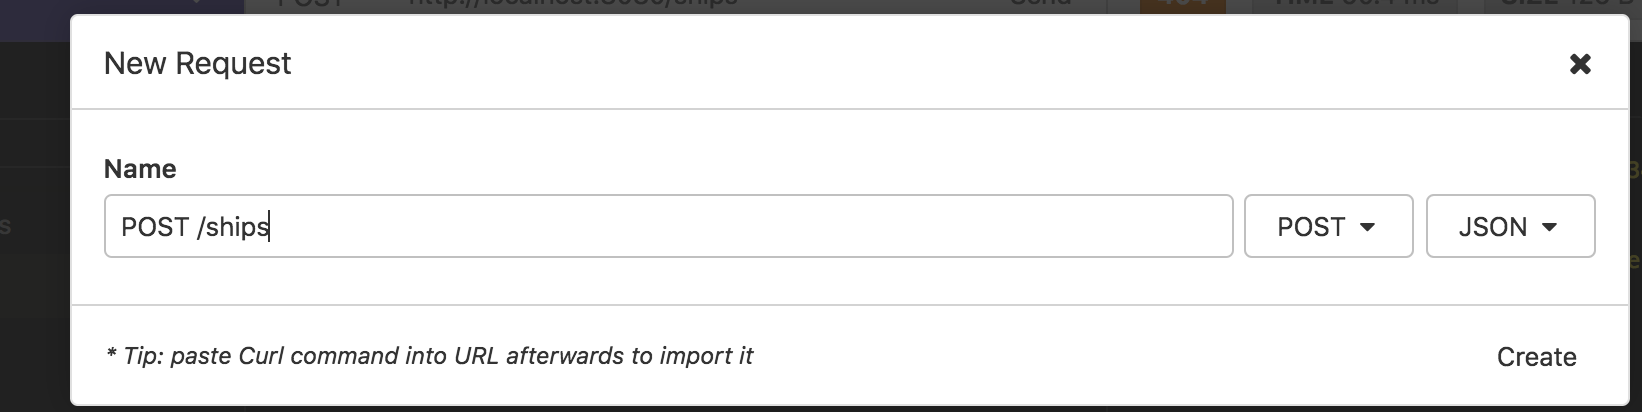 New Request
Name
POST /ships
POST
JSON
* Tip: paste Curl command into URL afterwards to import it
Create